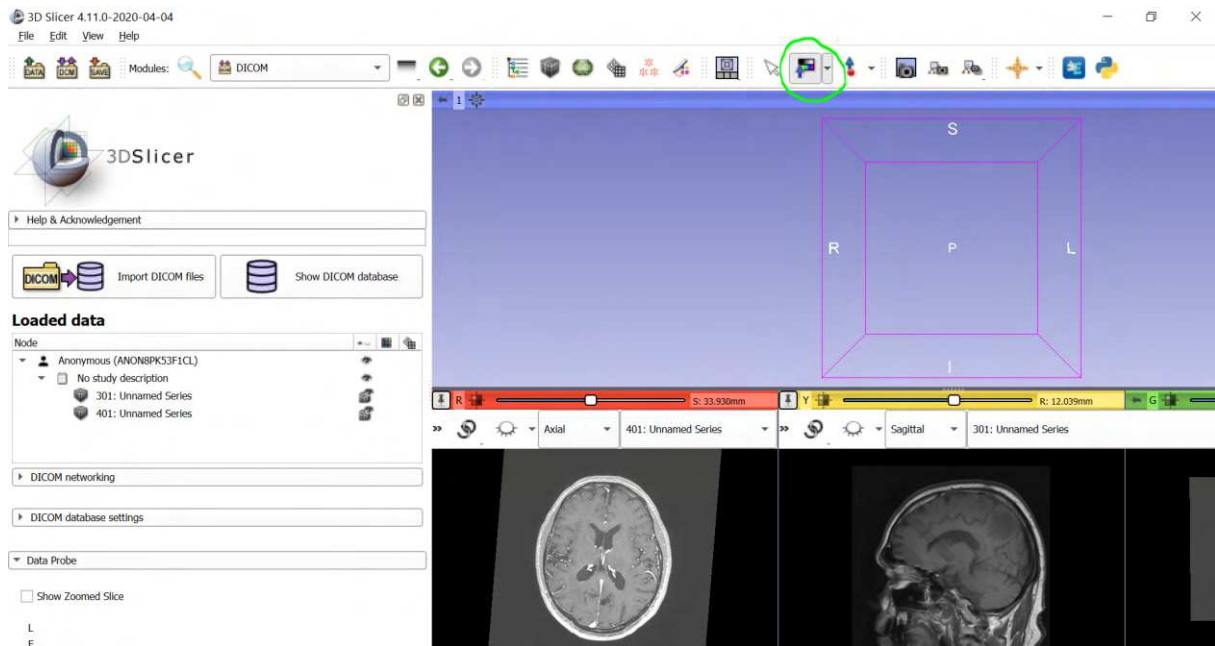 3D Slicer 4.11.0-2020-04-04
File Edit View Help
DATA DCM SAVE Modules: DICOM
1
S
R P L
I
3DSlicer
Help & Acknowledgement
DICOM Import DICOM files Show DICOM database
Loaded data
Node
Anonymous (ANON8PK53F1CL)
No study description
301: Unnamed Series
401: Unnamed Series
DICOM networking
DICOM database settings
Data Probe
Show Zoomed Slice
L
F
R S: 33.930mm Y R: 12.039mm G
Axial 401: Unnamed Series Sagittal 301: Unnamed Series